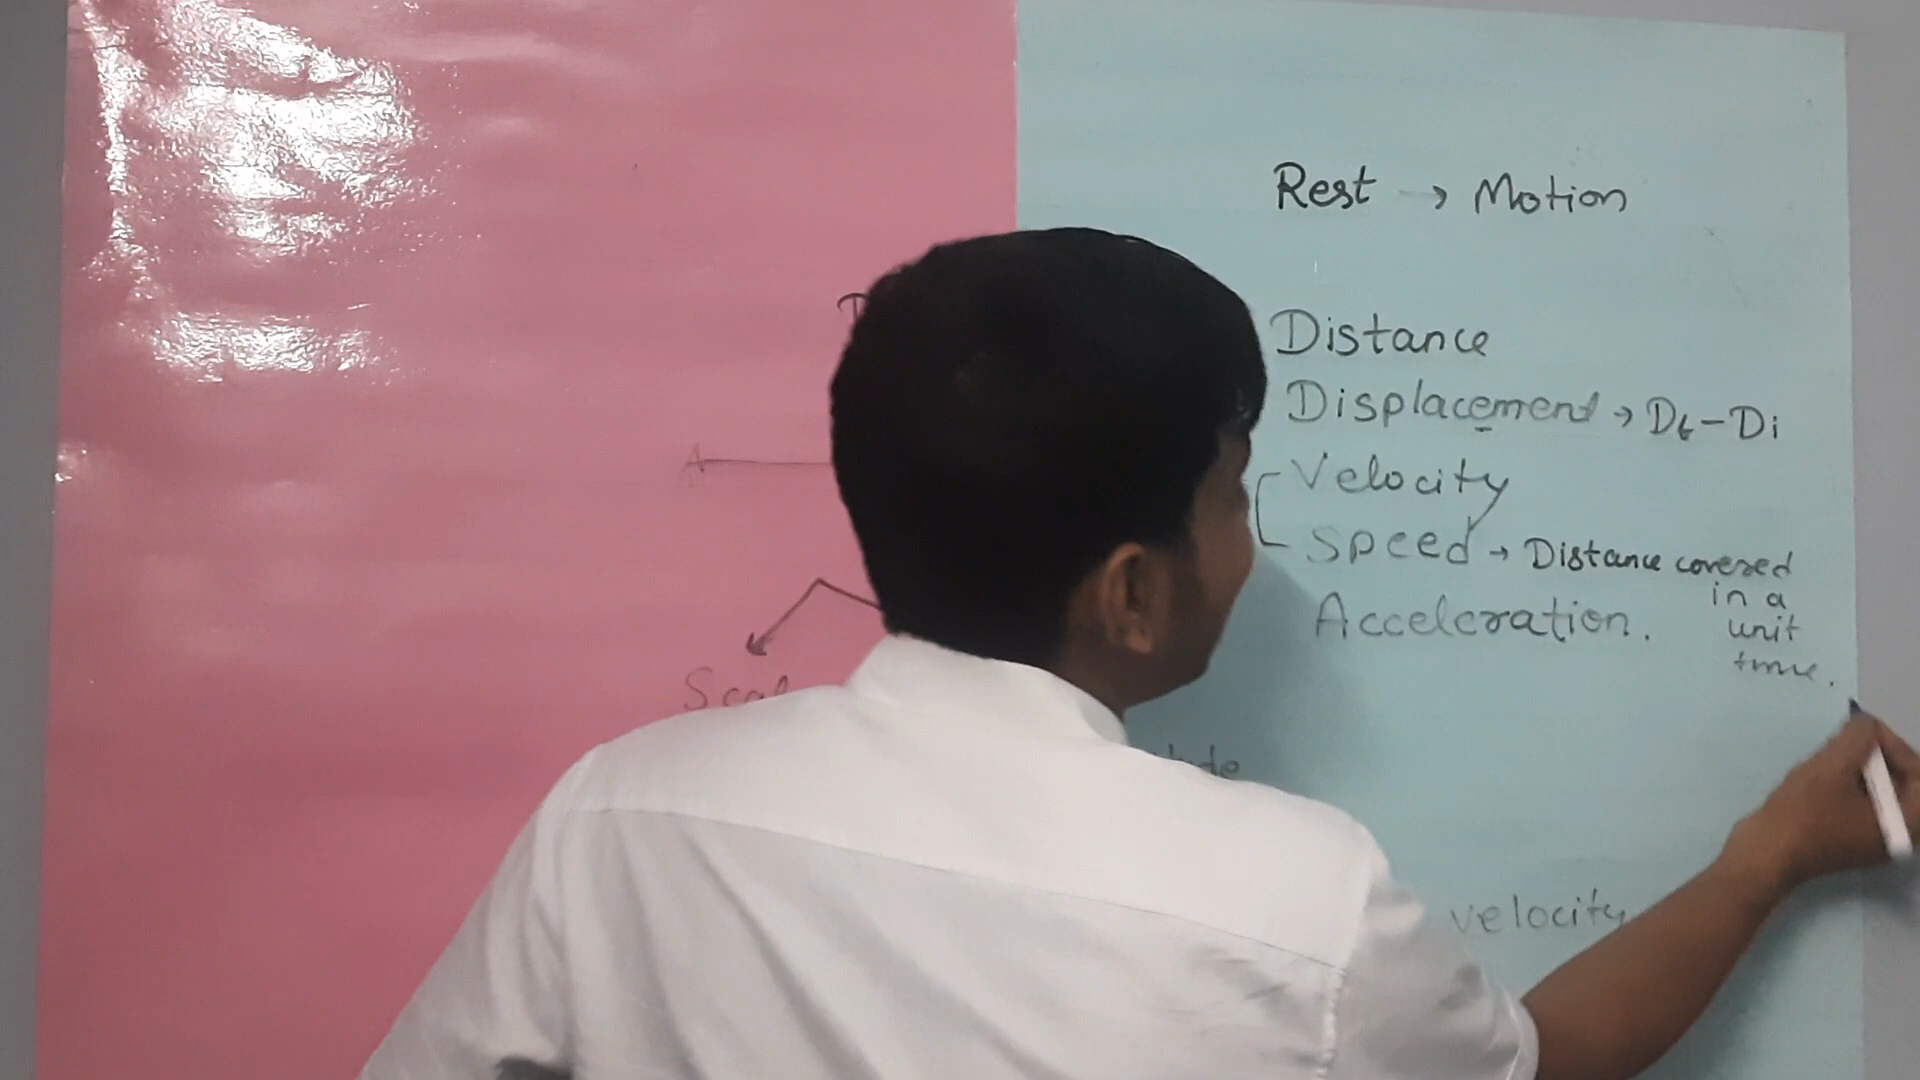 Rest → Motion
Distance
Displacement → Df - Di
A
Velocity
Speed → Distance covered
in a
unit
time.
Acceleration.
velocity